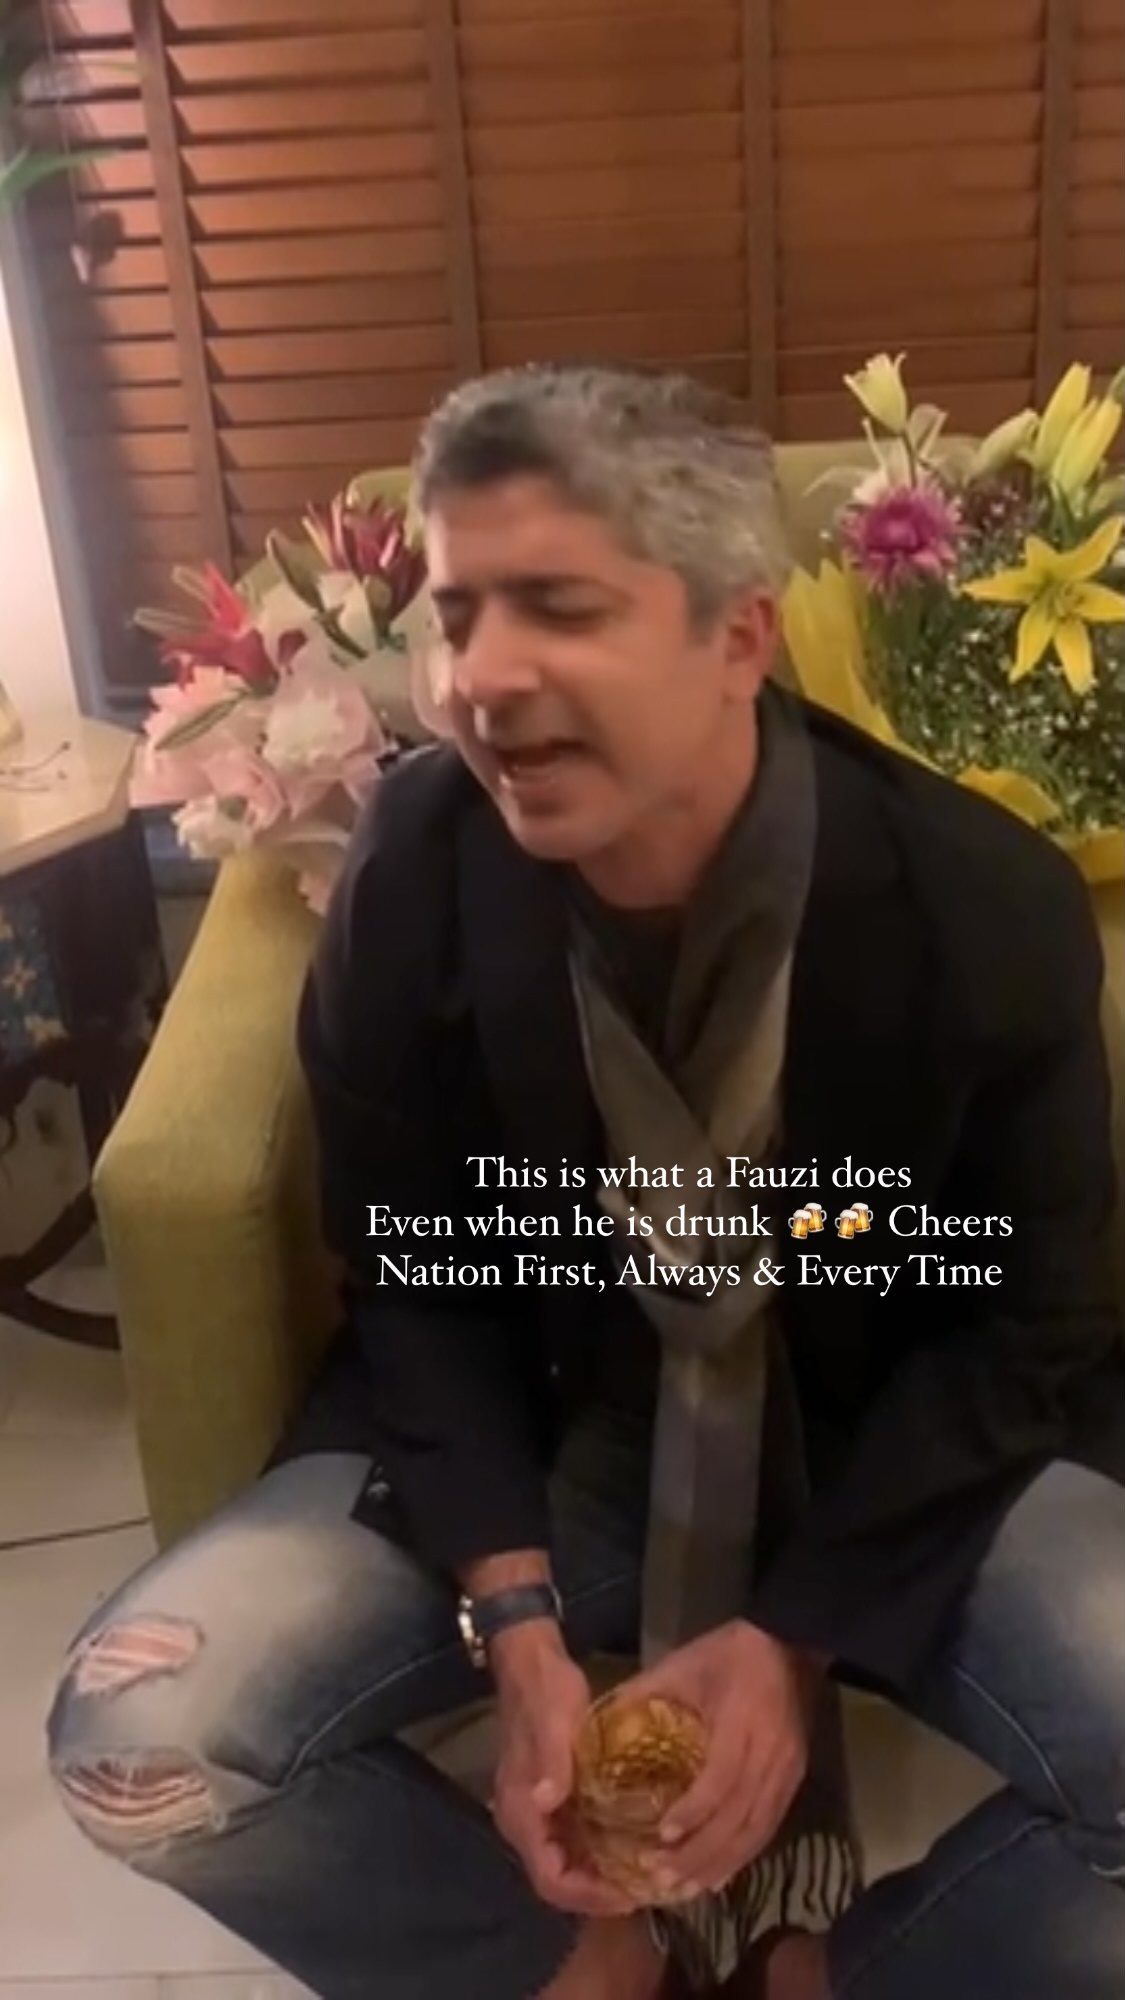 This is what a Fauzi does
Even when he is drunk 🍻🍻 Cheers
Nation First, Always & Every Time